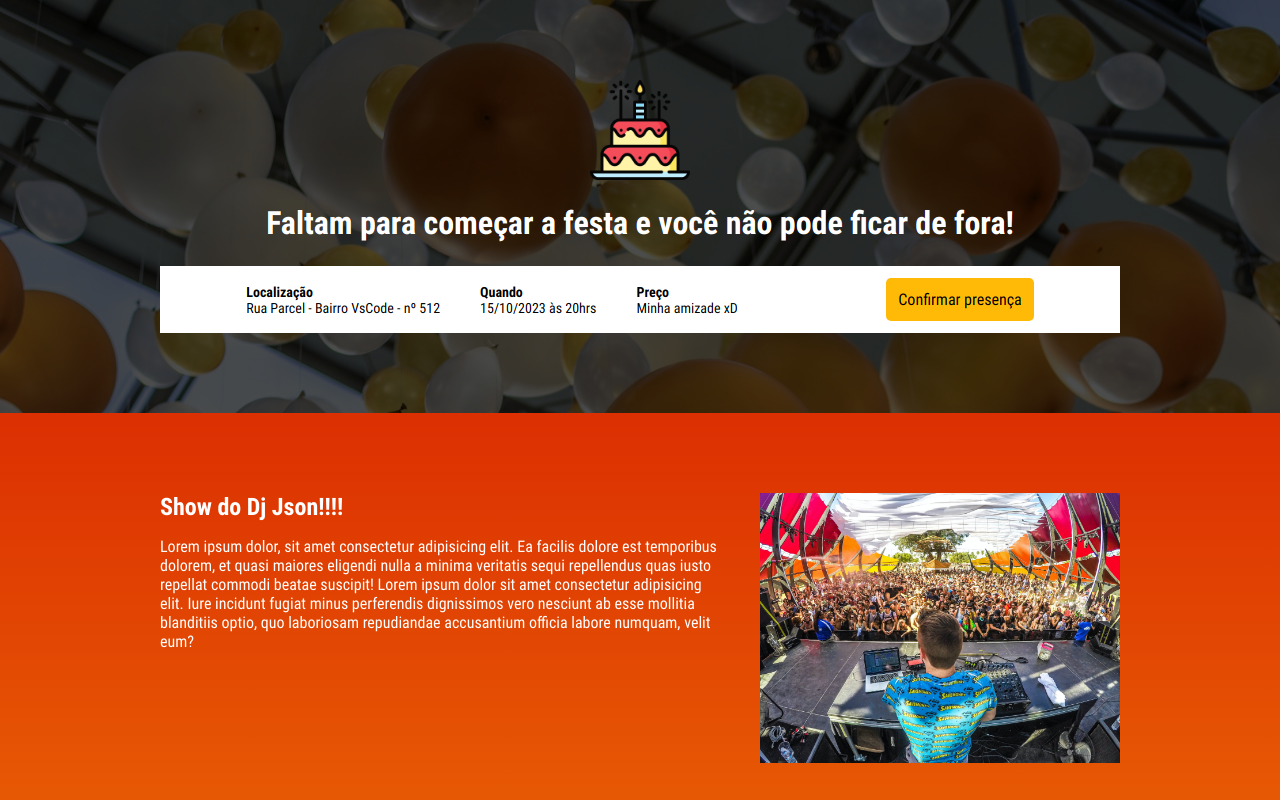 Faltam para começar a festa e você não pode ficar de fora!
Localização
Rua Parcel - Bairro VsCode - nº 512
Quando
15/10/2023 às 20hrs
Preço
Minha amizade xD
Confirmar presença
Show do Dj Json!!!!
Lorem ipsum dolor, sit amet consectetur adipisicing elit. Ea facilis dolore est temporibus
dolorem, et quasi maiores eligendi nulla a minima veritatis sequi repellendus quas iusto
repellat commodi beatae suscipit! Lorem ipsum dolor sit amet consectetur adipisicing
elit. Iure incidunt fugiat minus perferendis dignissimos vero nesciunt ab esse mollitia
blanditiis optio, quo laboriosam repudiandae accusantium officia labore numquam, velit
eum?